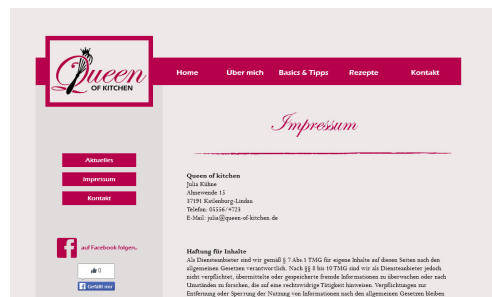 Queen
OF KITCHEN
Home Über mich Basics & Tipps Rezepte Kontakt
Impressum
Aktuelles
Impressum
Kontakt
auf Facebook folgen..
0
Gefällt mir
Queen of kitchen
Julia Kühne
Ahnewende 15
37191 Katlenburg-Lindau
Telefon: 05556/4723
E-Mail: julia@queen-of-kitchen.de
Haftung für Inhalte
Als Diensteanbieter sind wir gemäß § 7 Abs.1 TMG für eigene Inhalte auf diesen Seiten nach den
allgemeinen Gesetzen verantwortlich. Nach §§ 8 bis 10 TMG sind wir als Diensteanbieter jedoch
nicht verpflichtet, übermittelte oder gespeicherte fremde Informationen zu überwachen oder nach
Umständen zu forschen, die auf eine rechtswidrige Tätigkeit hinweisen. Verpflichtungen zur
Entfernung oder Sperrung der Nutzung von Informationen nach den allgemeinen Gesetzen bleiben